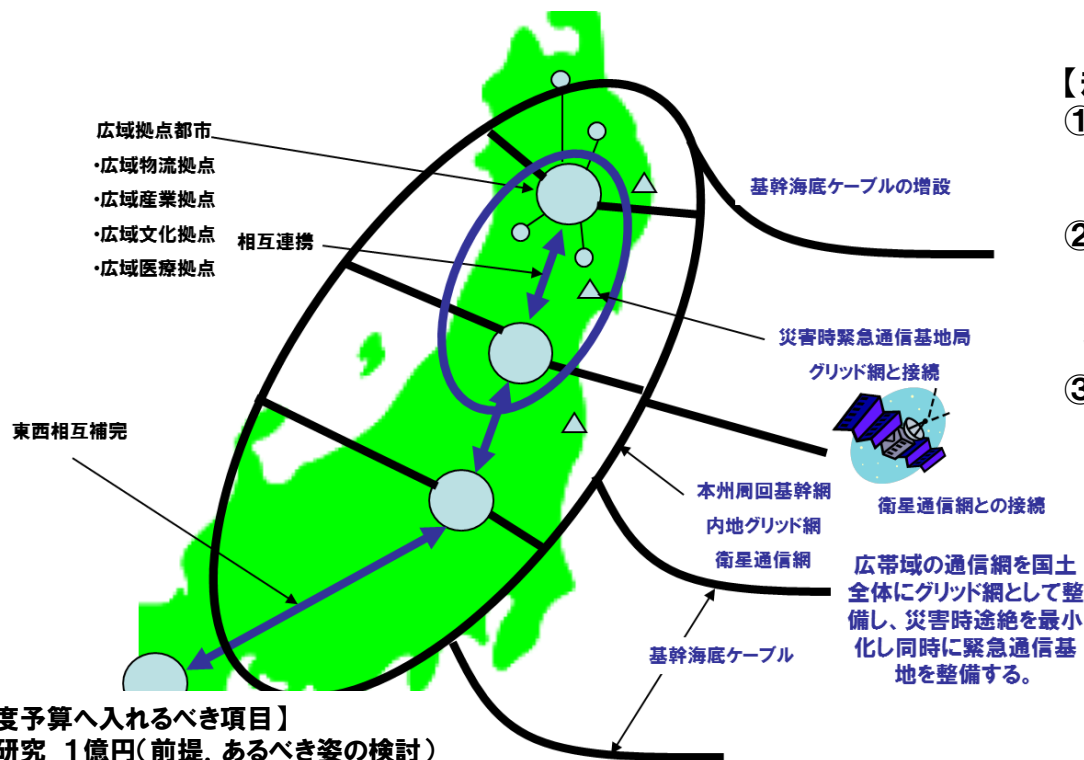 広域拠点都市
・広域物流拠点
・広域産業拠点
・広域文化拠点
・広域医療拠点
相互連携
東西相互補完
基幹海底ケーブルの増設
災害時緊急通信基地局
グリッド網と接続
衛星通信網との接続
本州周回基幹網
内地グリッド網
衛星通信網
基幹海底ケーブル
広帯域の通信網を国土
全体にグリッド網として整
備し、災害時途絶を最小
化し同時に緊急通信基
地を整備する。
【
①
②
③
度予算へ入れるべき項目】
研究 1億円(前提、あるべき姿の検討)